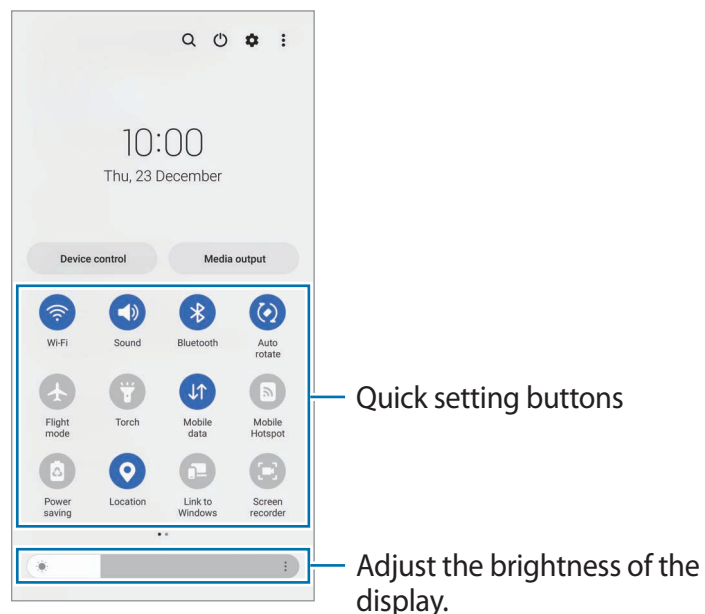 10:00
Thu, 23 December
Device control Media output
Wi-Fi Sound Bluetooth Auto rotate
Flight mode Torch Mobile data Mobile Hotspot
Quick setting buttons
Power saving Location Link to Windows Screen recorder
Adjust the brightness of the
display.